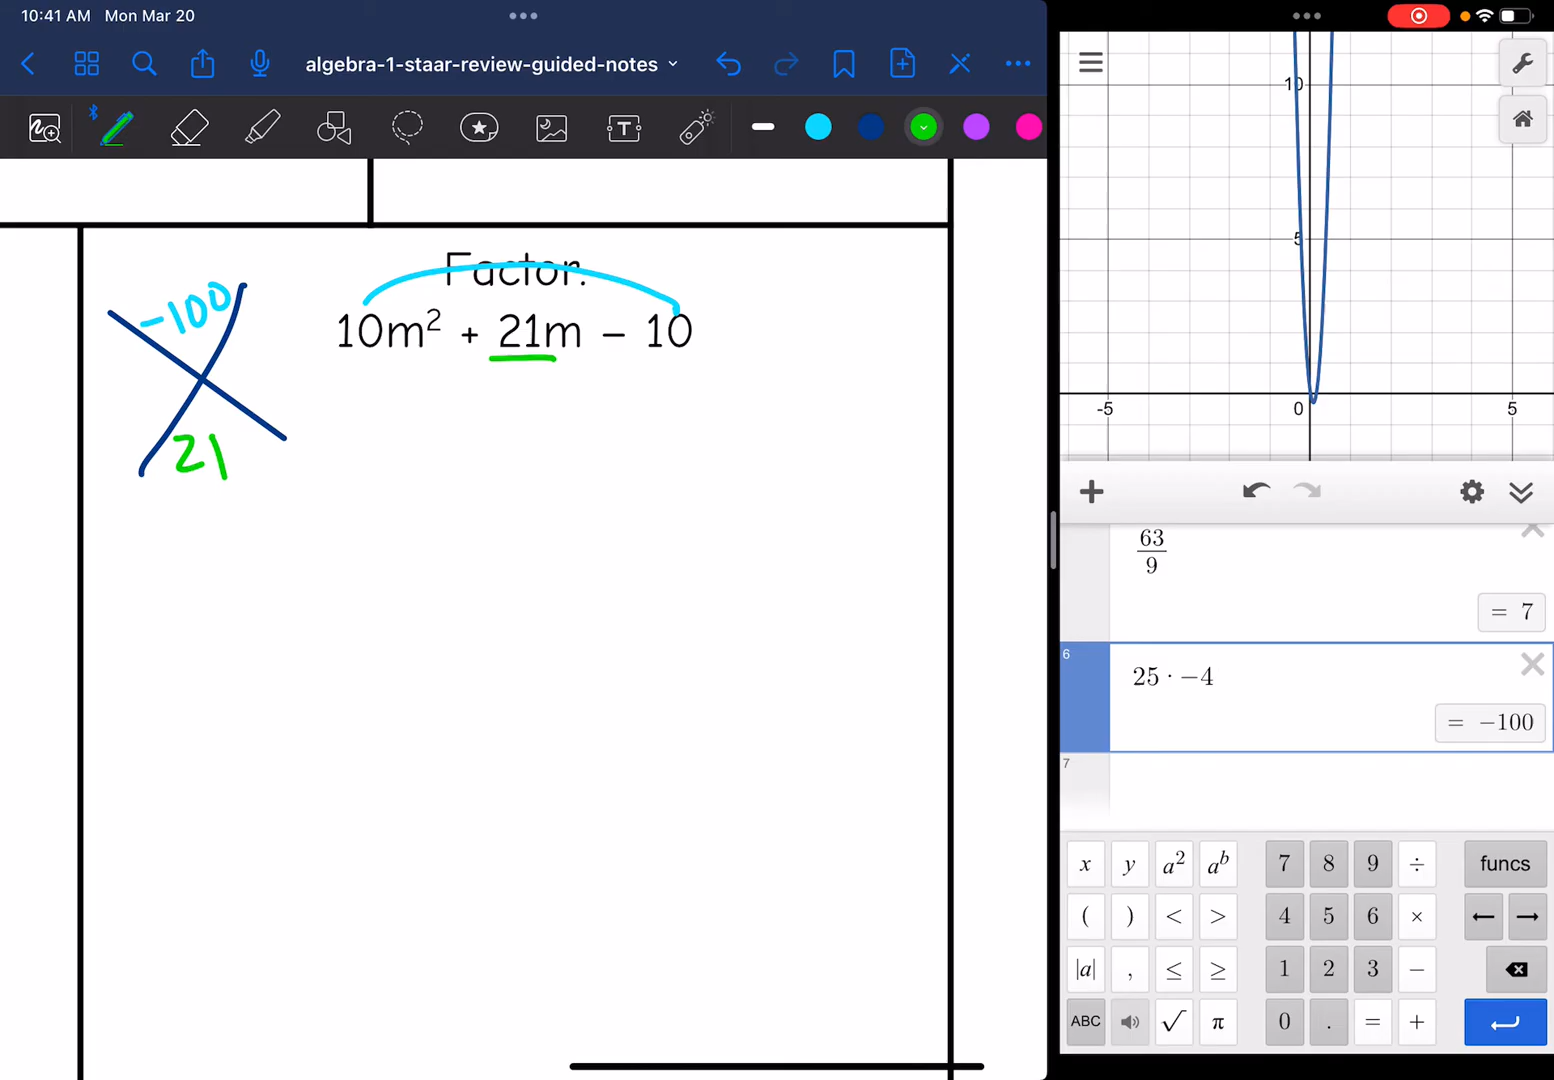 10:41 AM Mon Mar 20
algebra-1-staar-review-guided-notes
Factor.
10m² + 21m − 10
-100
21
10
5
-5
0
5
63/9
= 7
6
25 · −4
= −100
7
x y a² aᵇ 7 8 9 ÷ funcs
( ) < > 4 5 6 × ← →
|a| , ≤ ≥ 1 2 3 −
ABC √ π 0 . = +